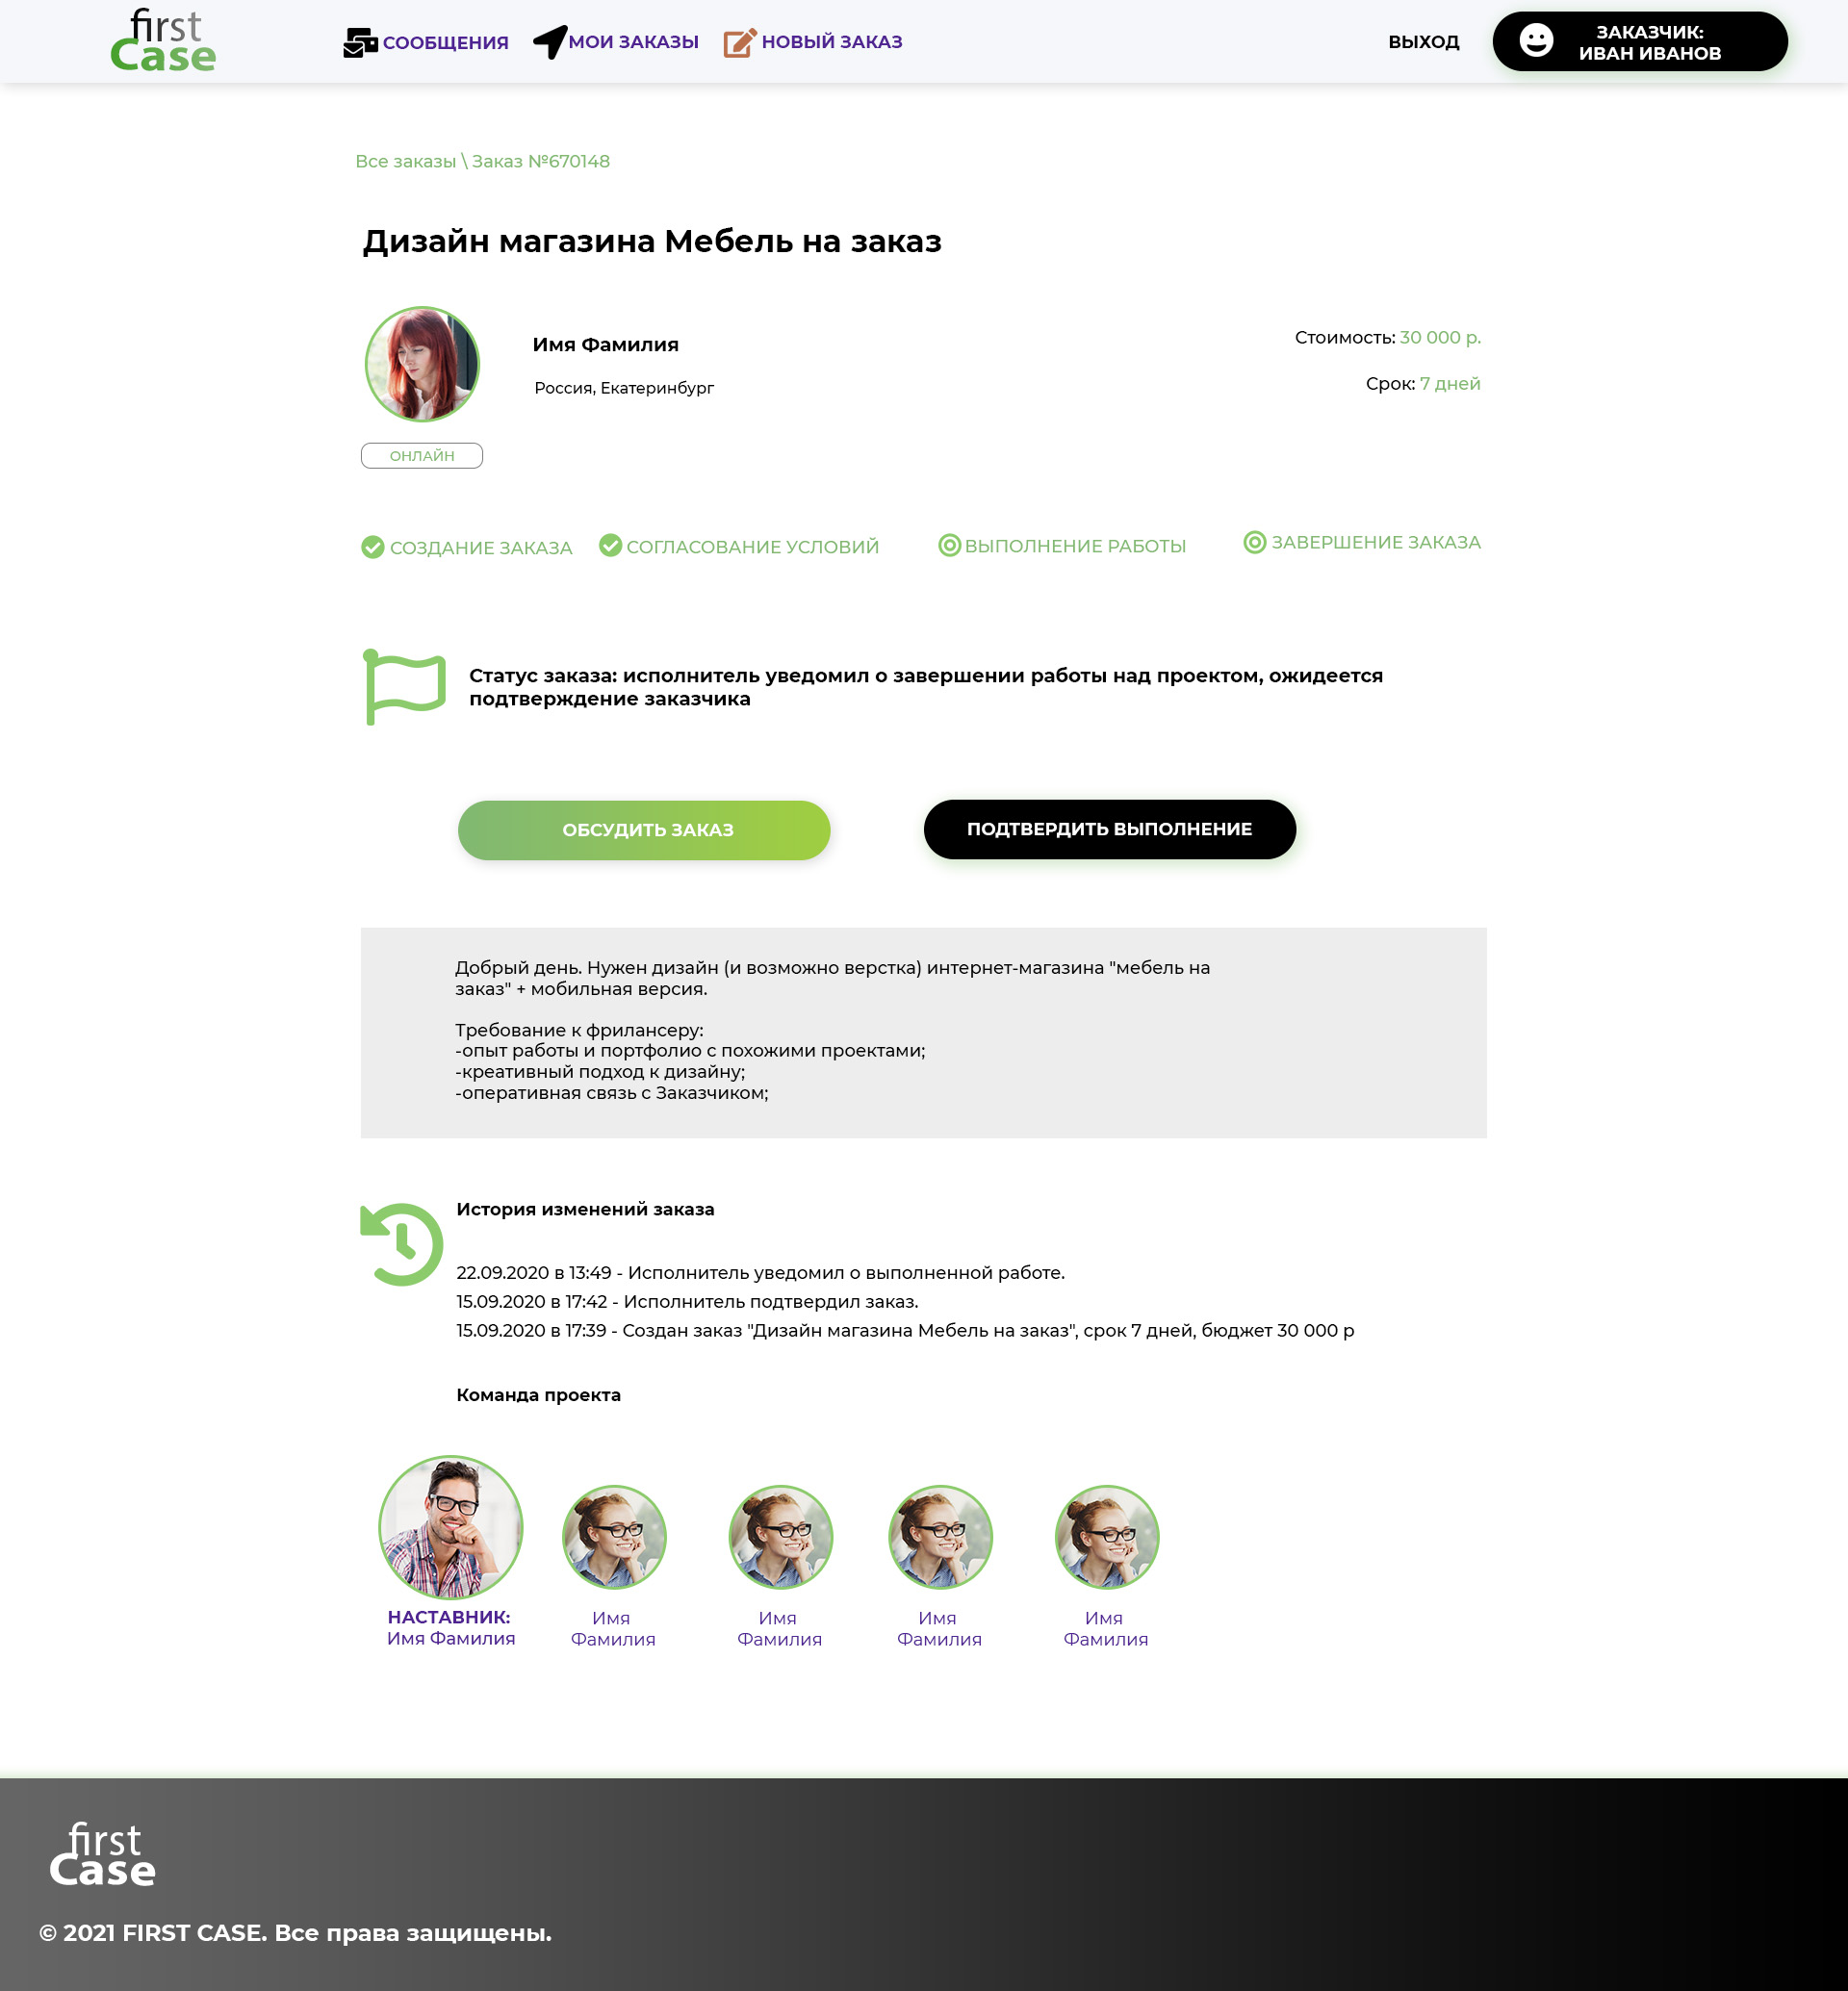 first
Case
СООБЩЕНИЯ
МОИ ЗАКАЗЫ
НОВЫЙ ЗАКАЗ
ВЫХОД
ЗАКАЗЧИК:
ИВАН ИВАНОВ
Все заказы \ Заказ №670148
Дизайн магазина Мебель на заказ
Имя Фамилия
Россия, Екатеринбург
Стоимость: 30 000 р.
Срок: 7 дней
ОНЛАЙН
СОЗДАНИЕ ЗАКАЗА
СОГЛАСОВАНИЕ УСЛОВИЙ
ВЫПОЛНЕНИЕ РАБОТЫ
ЗАВЕРШЕНИЕ ЗАКАЗА
Статус заказа: исполнитель уведомил о завершении работы над проектом, ожидеется
подтверждение заказчика
ОБСУДИТЬ ЗАКАЗ
ПОДТВЕРДИТЬ ВЫПОЛНЕНИЕ
Добрый день. Нужен дизайн (и возможно верстка) интернет-магазина "мебель на
заказ" + мобильная версия.
Требование к фрилансеру:
-опыт работы и портфолио с похожими проектами;
-креативный подход к дизайну;
-оперативная связь с Заказчиком;
История изменений заказа
22.09.2020 в 13:49 - Исполнитель уведомил о выполненной работе.
15.09.2020 в 17:42 - Исполнитель подтвердил заказ.
15.09.2020 в 17:39 - Создан заказ "Дизайн магазина Мебель на заказ", срок 7 дней, бюджет 30 000 р
Команда проекта
НАСТАВНИК:
Имя Фамилия
Имя
Фамилия
Имя
Фамилия
Имя
Фамилия
Имя
Фамилия
first
Case
© 2021 FIRST CASE. Все права защищены.